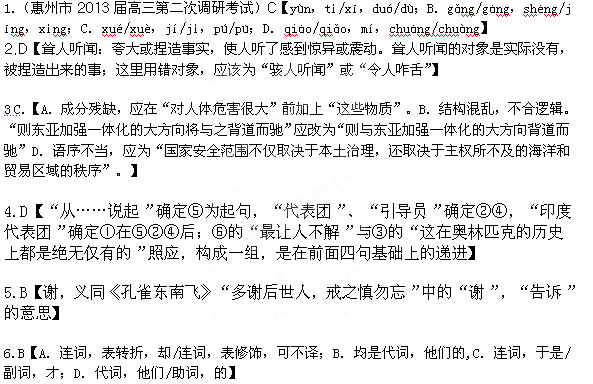 1.（惠州市 2013 届高三第二次调研考试）C【yùn，tì/xí，duó/dù；B. gǎng/gāng，shèng/j
īng，xīng；C. xué/xuè，jí/jì，pú/pū；D. qiáo/qiāo，mí，chuáng/chuàng】
2.D【耸人听闻：夸大或捏造事实，使人听了感到惊异或震动。耸人听闻的对象是实际没有，
被捏造出来的事；这里用错对象，应该为“骇人听闻”或“令人咋舌”】
3C.【A. 成分残缺，应在“对人体危害很大”前加上“这些物质”。B. 结构混乱，不合逻辑。
“则东亚加强一体化的大方向将与之背道而驰”应改为“则与东亚加强一体化的大方向背道而
驰”D. 语序不当，应为“国家安全范围不仅取决于本土治理，还取决于主权所不及的海洋和
贸易区域的秩序”。】
4.D【“从……说起 ”确定⑤为起句，“代表团 ”、“引导员 ”确定②④，“印度
代表团 ”确定①在⑤②④后；⑥的“最让人不解 ”与③的“这在奥林匹克的历史
上都是绝无仅有的 ”照应，构成一组，是在前面四句基础上的递进】
5.B【谢，义同《孔雀东南飞》“多谢后世人，戒之慎勿忘 ”中的“谢 ”，“告诉 ”
的意思】
6.B【A. 连词，表转折，却/连词，表修饰，可不译；B. 均是代词，他们的,C. 连词，于是/
副词，才；D. 代词，他们/助词，的】